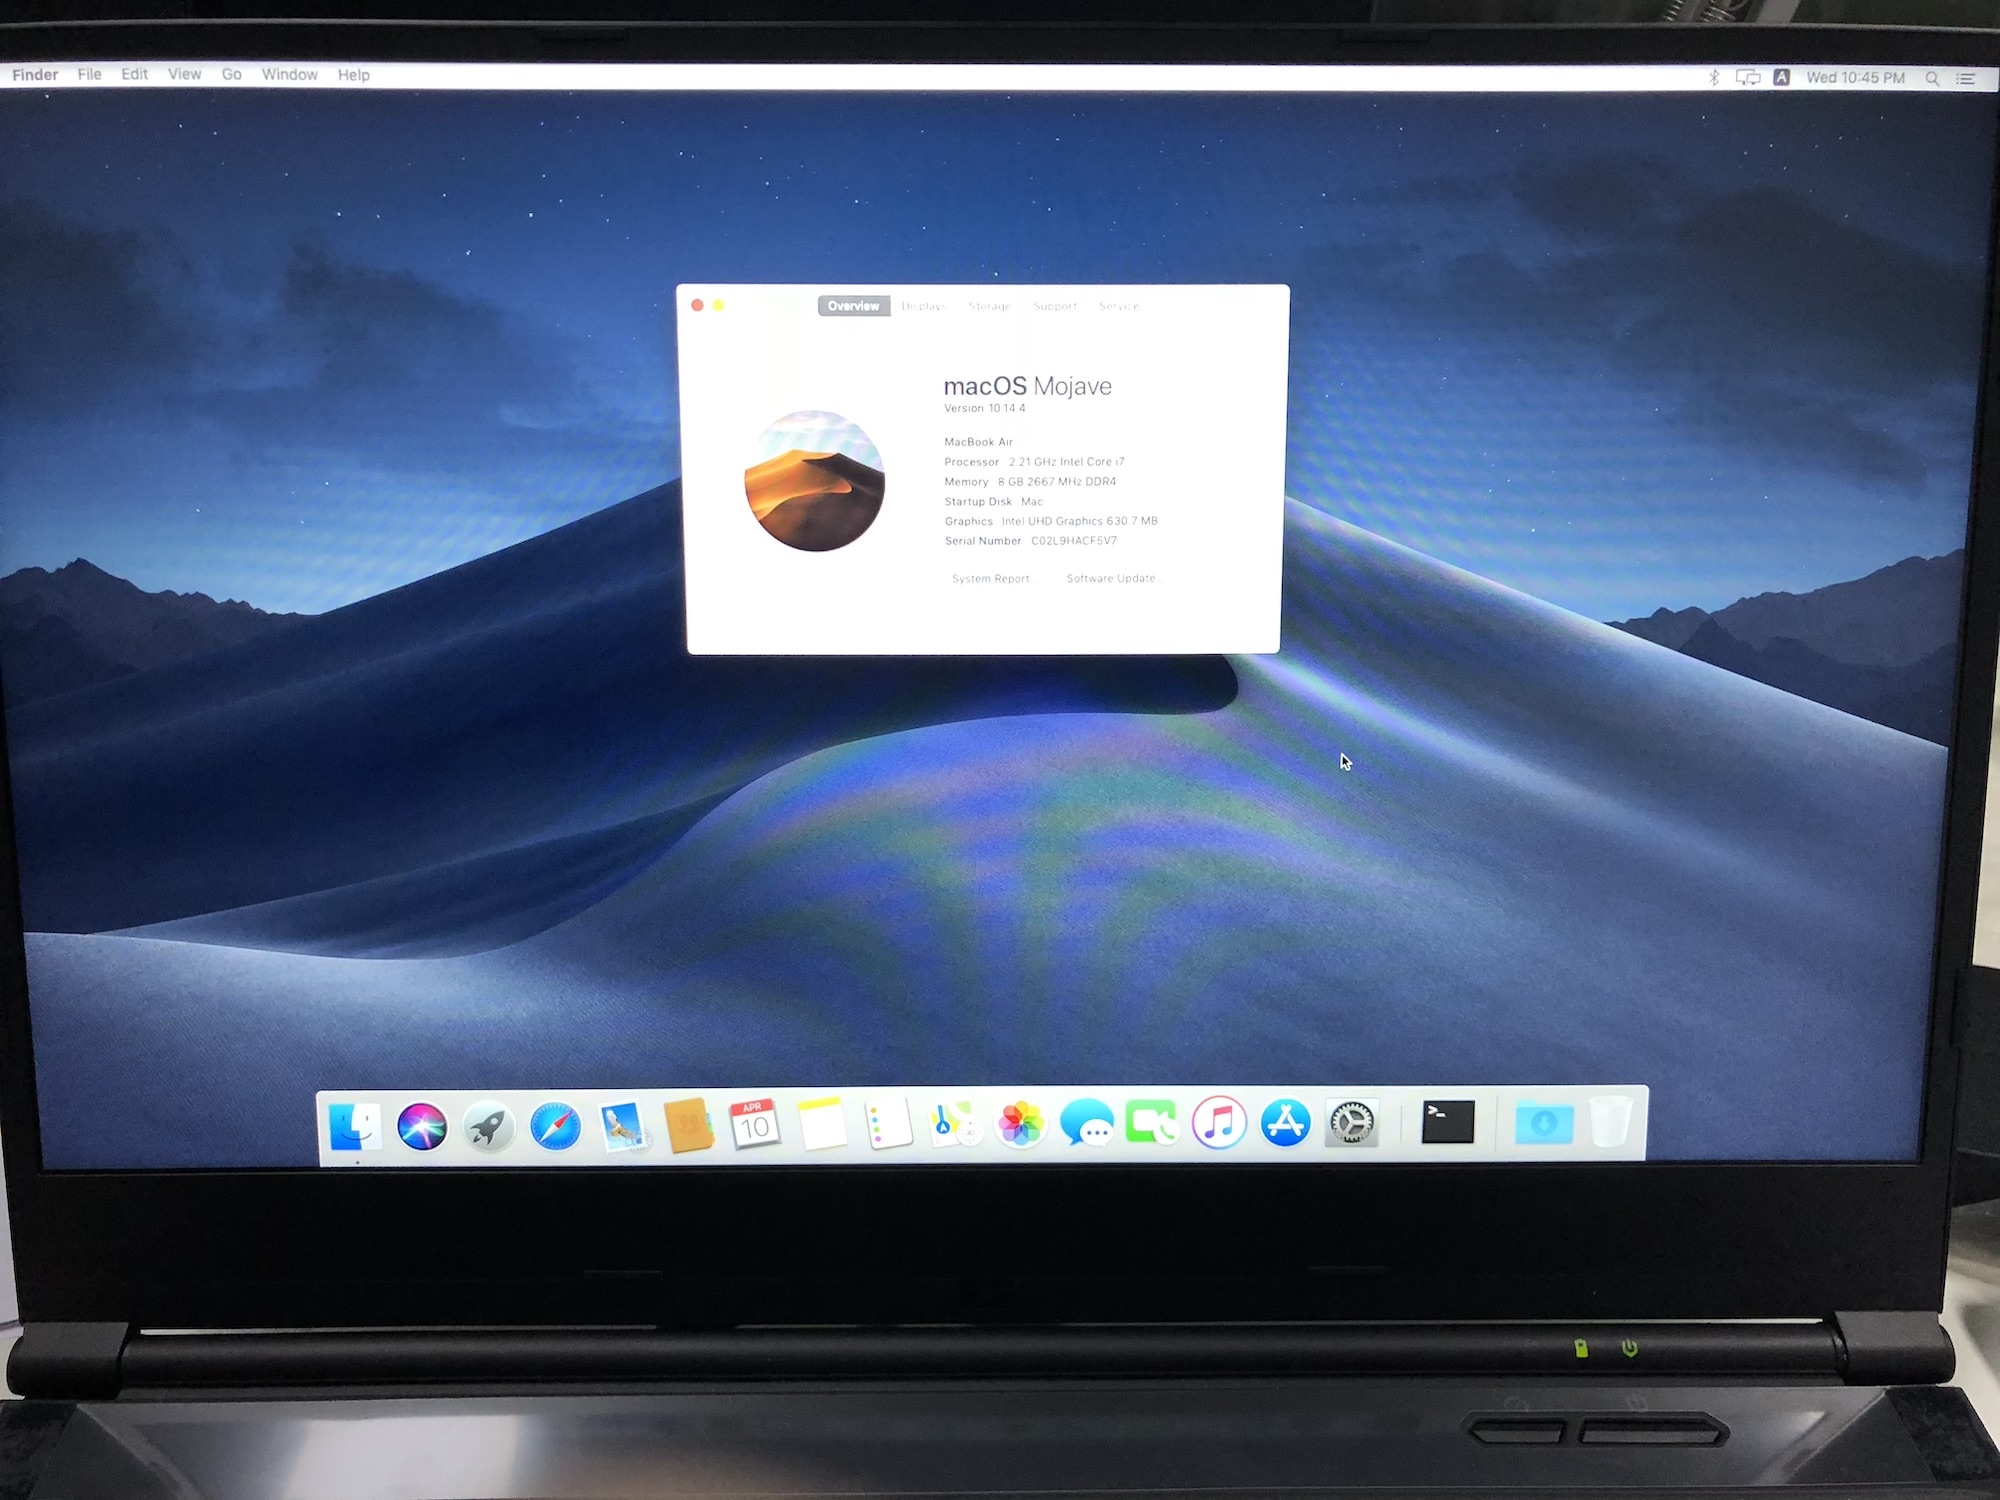 Finder File Edit View Go Window Help
A Wed 10:45 PM
Overview Displays Storage Support Service
macOS Mojave
Version 10.14.4
MacBook Air
Processor 2.21 GHz Intel Core i7
Memory 8 GB 2667 MHz DDR4
Startup Disk Mac
Graphics Intel UHD Graphics 630 7 MB
Serial Number C02L9HACF5V7
System Report... Software Update...
APR
10
>_